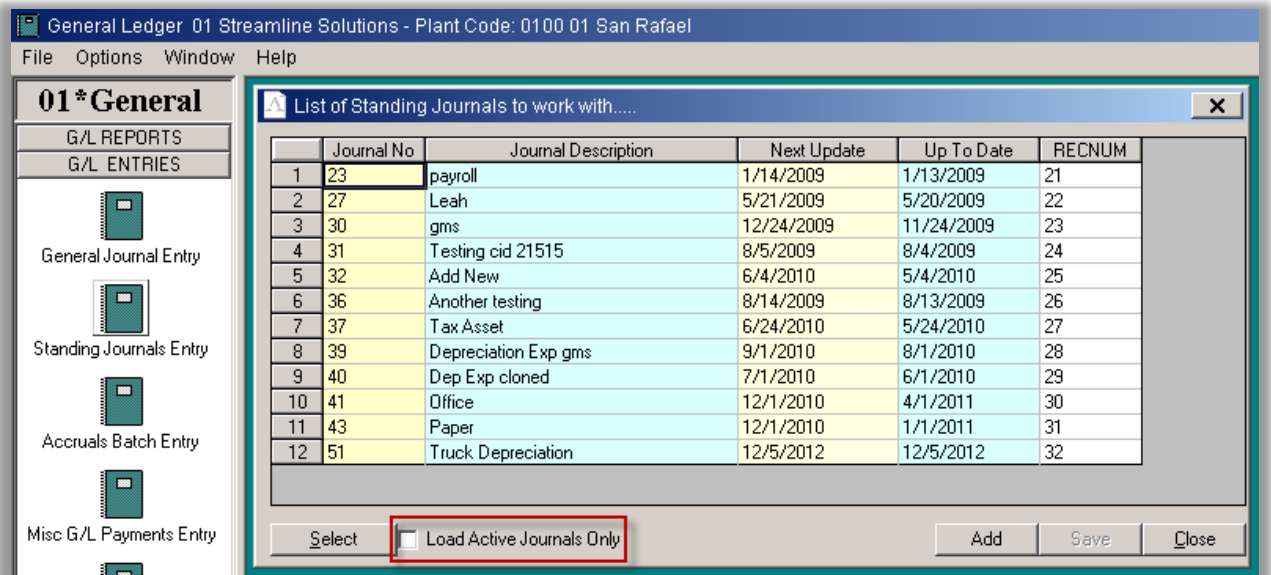 General Ledger 01 Streamline Solutions - Plant Code: 0100 01 San Rafael
File Options Window Help
01*General
G/L REPORTS
G/L ENTRIES
General Journal Entry
Standing Journals Entry
Accruals Batch Entry
Misc G/L Payments Entry
List of Standing Journals to work with.....
Journal No Journal Description Next Update Up To Date RECNUM
1 23 payroll 1/14/2009 1/13/2009 21
2 27 Leah 5/21/2009 5/20/2009 22
3 30 gms 12/24/2009 11/24/2009 23
4 31 Testing cid 21515 8/5/2009 8/4/2009 24
5 32 Add New 6/4/2010 5/4/2010 25
6 36 Another testing 8/14/2009 8/13/2009 26
7 37 Tax Asset 6/24/2010 5/24/2010 27
8 39 Depreciation Exp gms 9/1/2010 8/1/2010 28
9 40 Dep Exp cloned 7/1/2010 6/1/2010 29
10 41 Office 12/1/2010 4/1/2011 30
11 43 Paper 12/1/2010 1/1/2011 31
12 51 Truck Depreciation 12/5/2012 12/5/2012 32
Select Load Active Journals Only Add Save Close